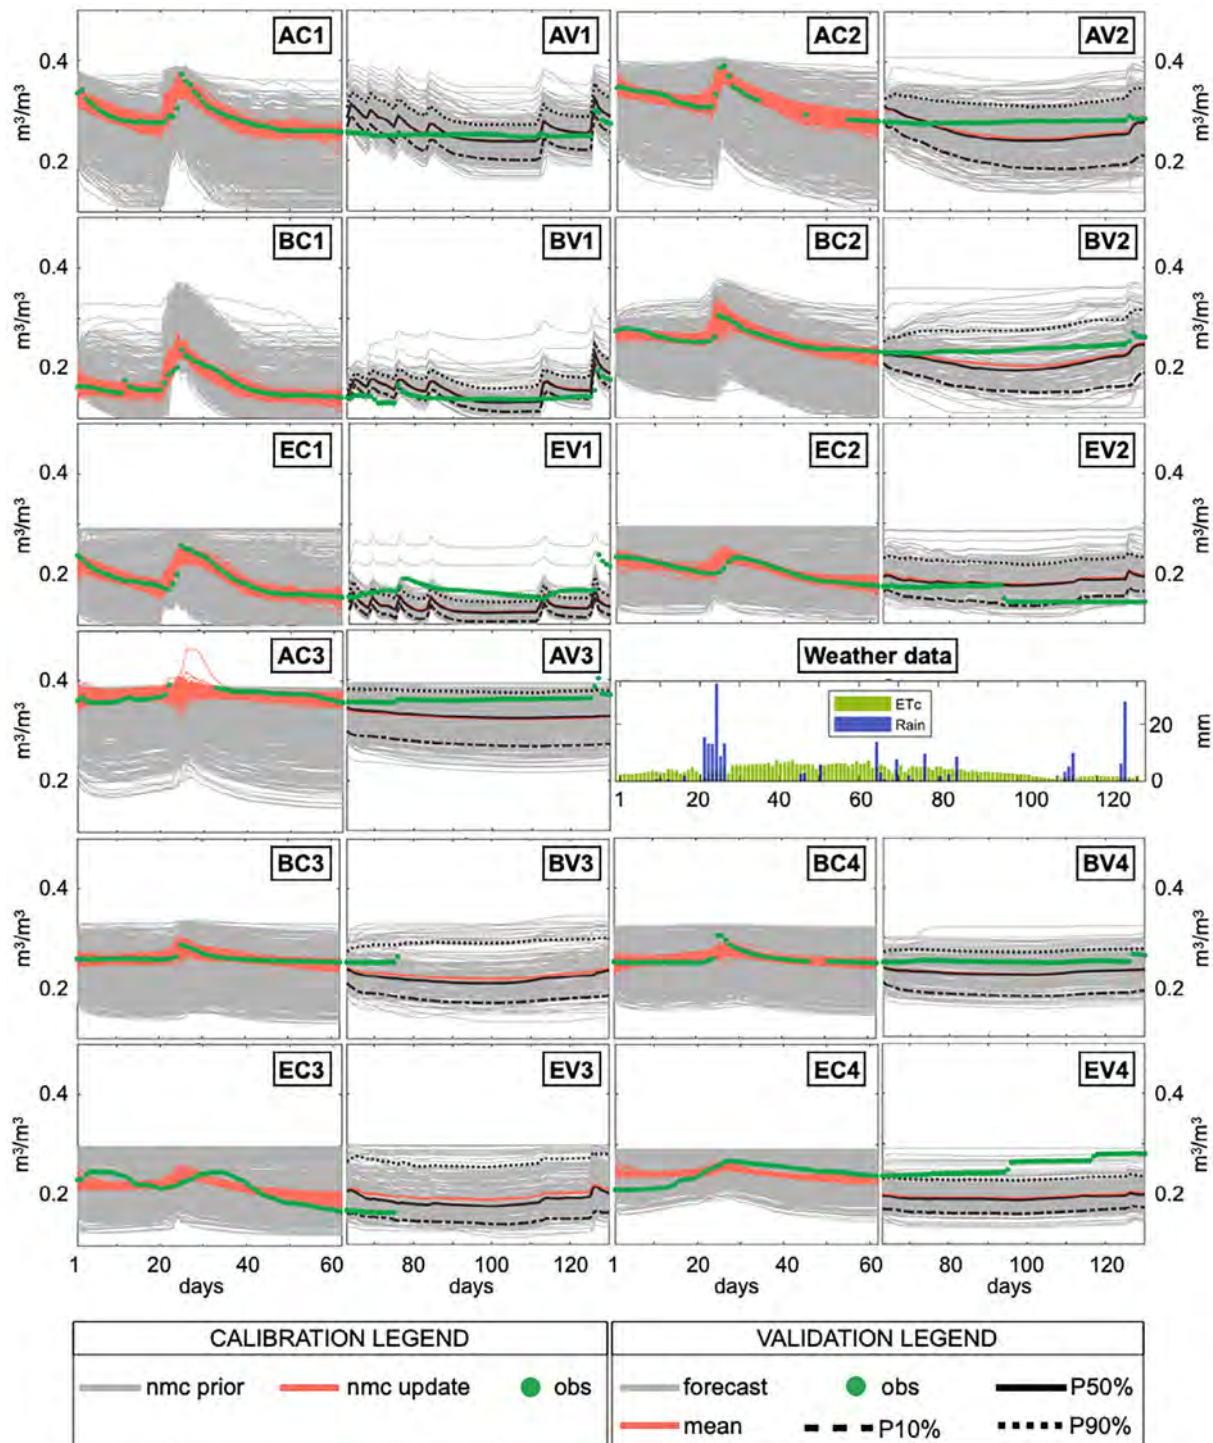 AC1 AV1 AC2 AV2
m³/m³ 0.4 0.2 0.4 0.2 m³/m³
BC1 BV1 BC2 BV2
m³/m³ 0.4 0.2 0.4 0.2 m³/m³
EC1 EV1 EC2 EV2
m³/m³ 0.4 0.2 0.4 0.2 m³/m³
AC3 AV3 Weather data
m³/m³ 0.4 0.2
ETc
Rain
20 0 mm
1 20 40 60 80 100 120
BC3 BV3 BC4 BV4
m³/m³ 0.4 0.2 0.4 0.2 m³/m³
EC3 EV3 EC4 EV4
m³/m³ 0.4 0.2 0.4 0.2 m³/m³
1 20 40 60 80 100 120 1 20 40 60 80 100 120
days days days days
CALIBRATION LEGEND VALIDATION LEGEND
nmc prior nmc update obs forecast obs P50%
mean P10% P90%